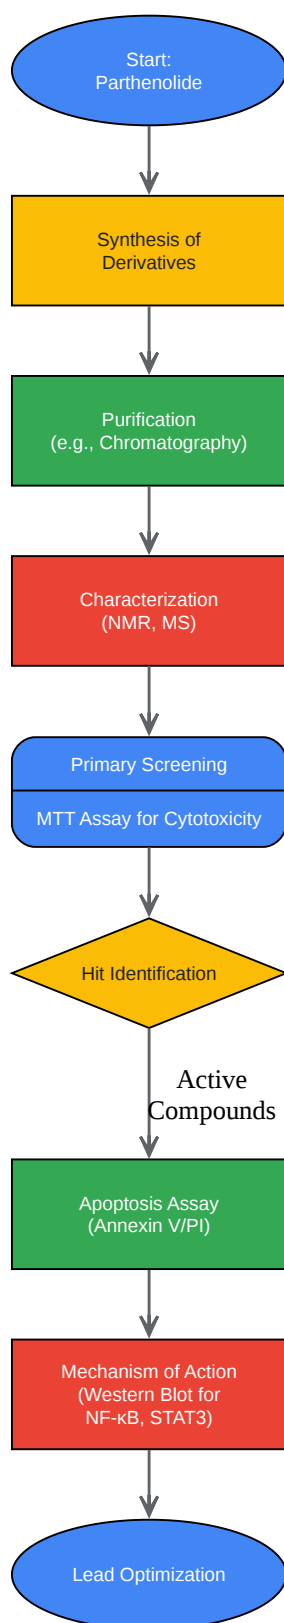 Start:
Parthenolide
Synthesis of
Derivatives
Purification
(e.g., Chromatography)
Characterization
(NMR, MS)
Primary Screening
MTT Assay for Cytotoxicity
Hit Identification
Active
Compounds
Apoptosis Assay
(Annexin V/PI)
Mechanism of Action
(Western Blot for
NF-κB, STAT3)
Lead Optimization